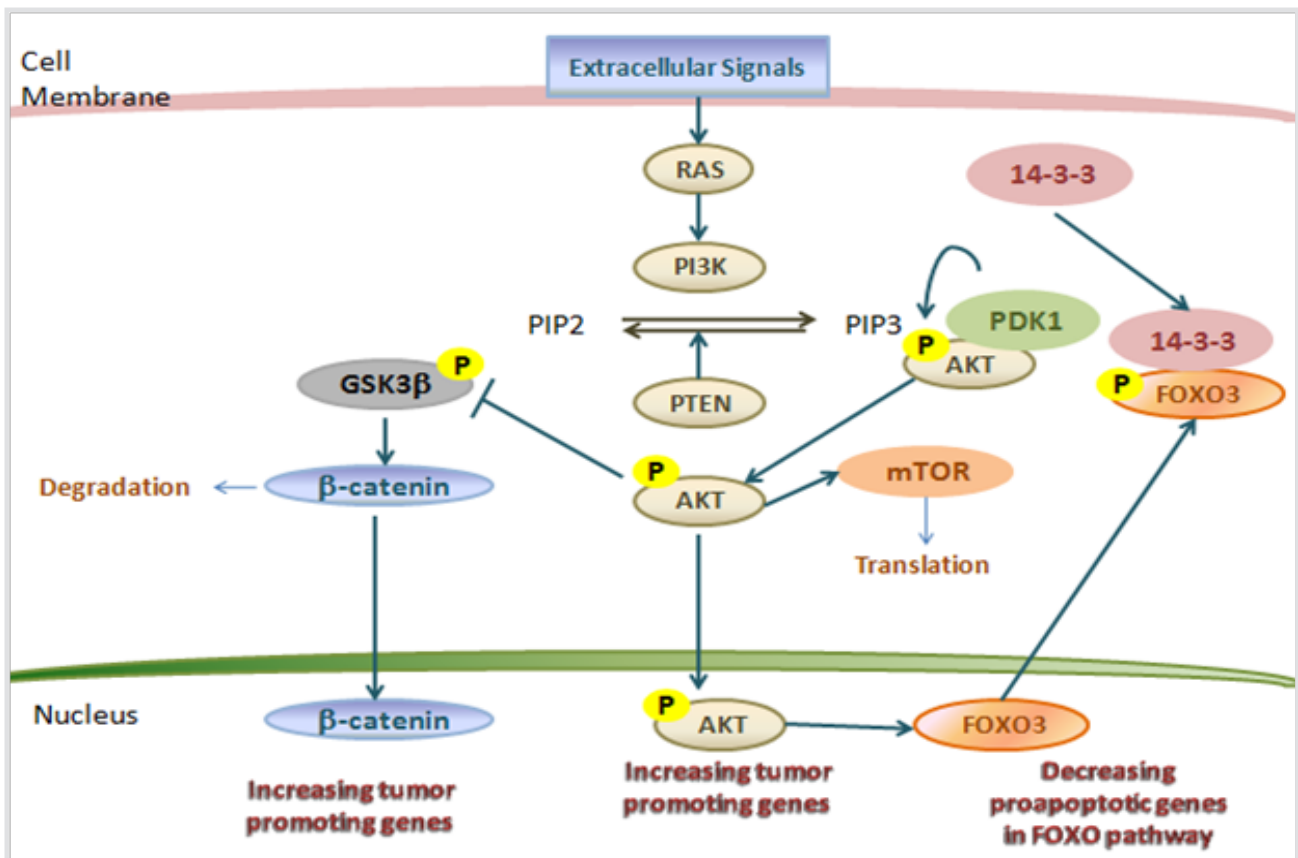 Cell
Membrane
Extracellular Signals
RAS
14-3-3
PI3K
PIP2
PIP3
PDK1
P
AKT
14-3-3
P
FOXO3
GSK3β
P
PTEN
P
AKT
mTOR
Degradation
β-catenin
Translation
Nucleus
β-catenin
P
AKT
FOXO3
Increasing tumor
promoting genes
Increasing tumor
promoting genes
Decreasing
proapoptotic genes
in FOXO pathway